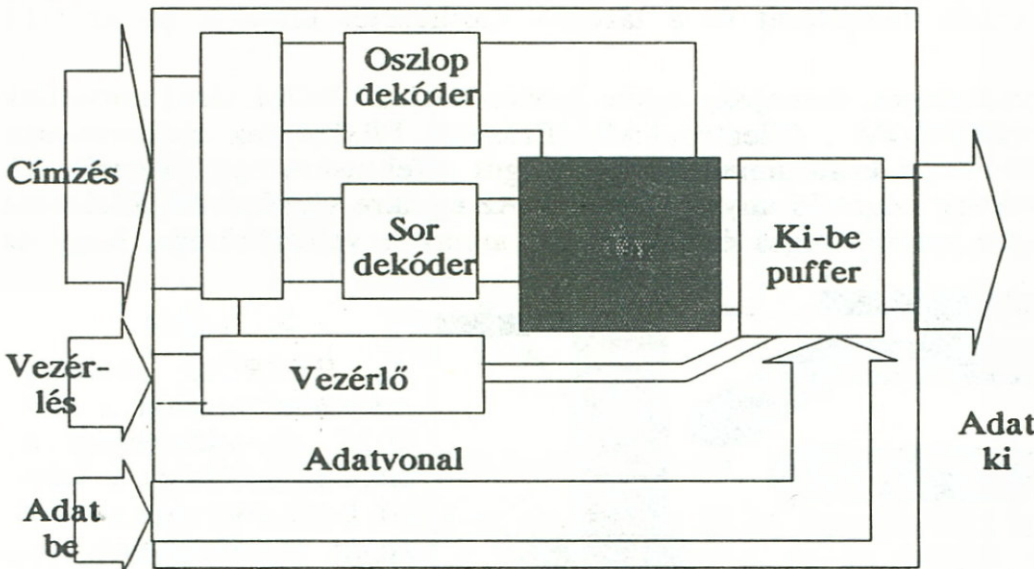 Oszlop
dekóder
Címzés
Sor
dekóder
Ki-be
puffer
Vezér-
lés
Vezérlő
Adat
ki
Adatvonal
Adat
be